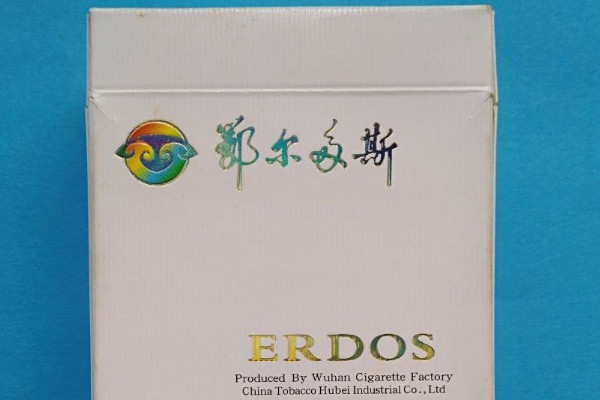 鄂尔多斯
ERDOS
Produced By Wuhan Cigarette Factory
China Tobacco Hubei Industrial Co.,Ltd